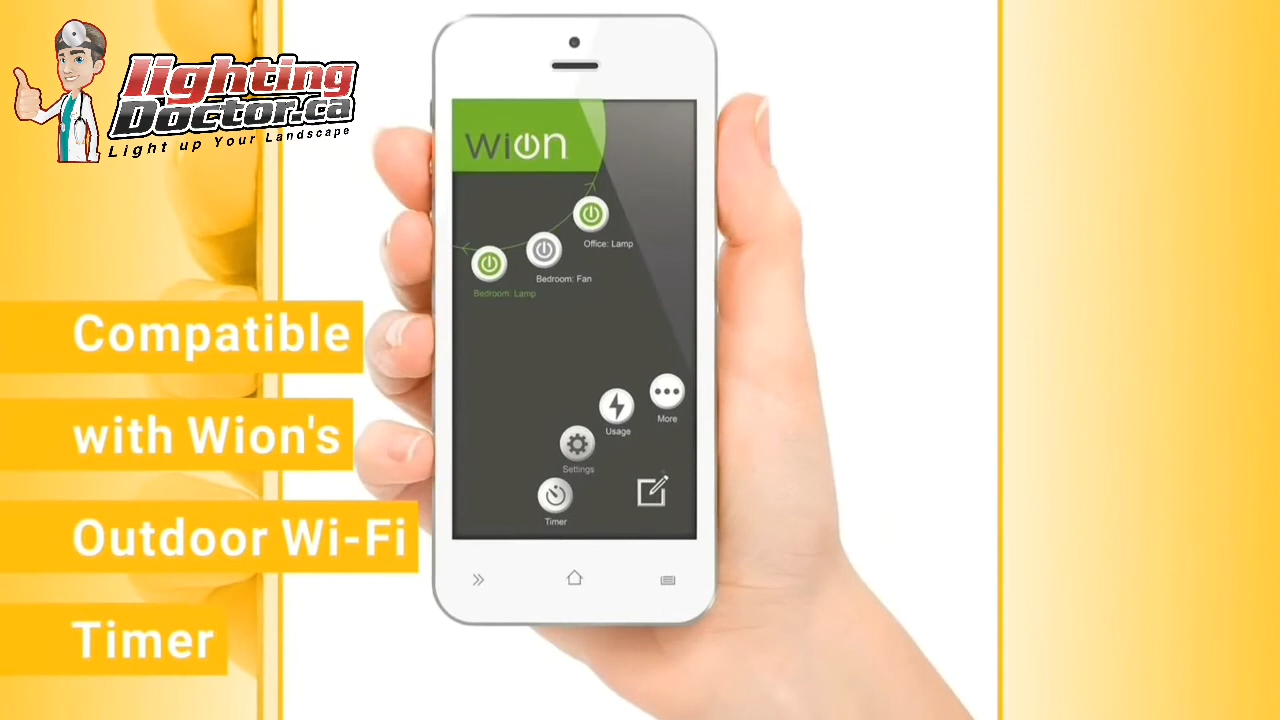 lighting
Doctor.ca
Light up Your Landscape
wion
Office: Lamp
Bedroom: Fan
Bedroom: Lamp
Compatible
with Wion's
Outdoor Wi-Fi
Timer
More
Usage
Settings
Timer